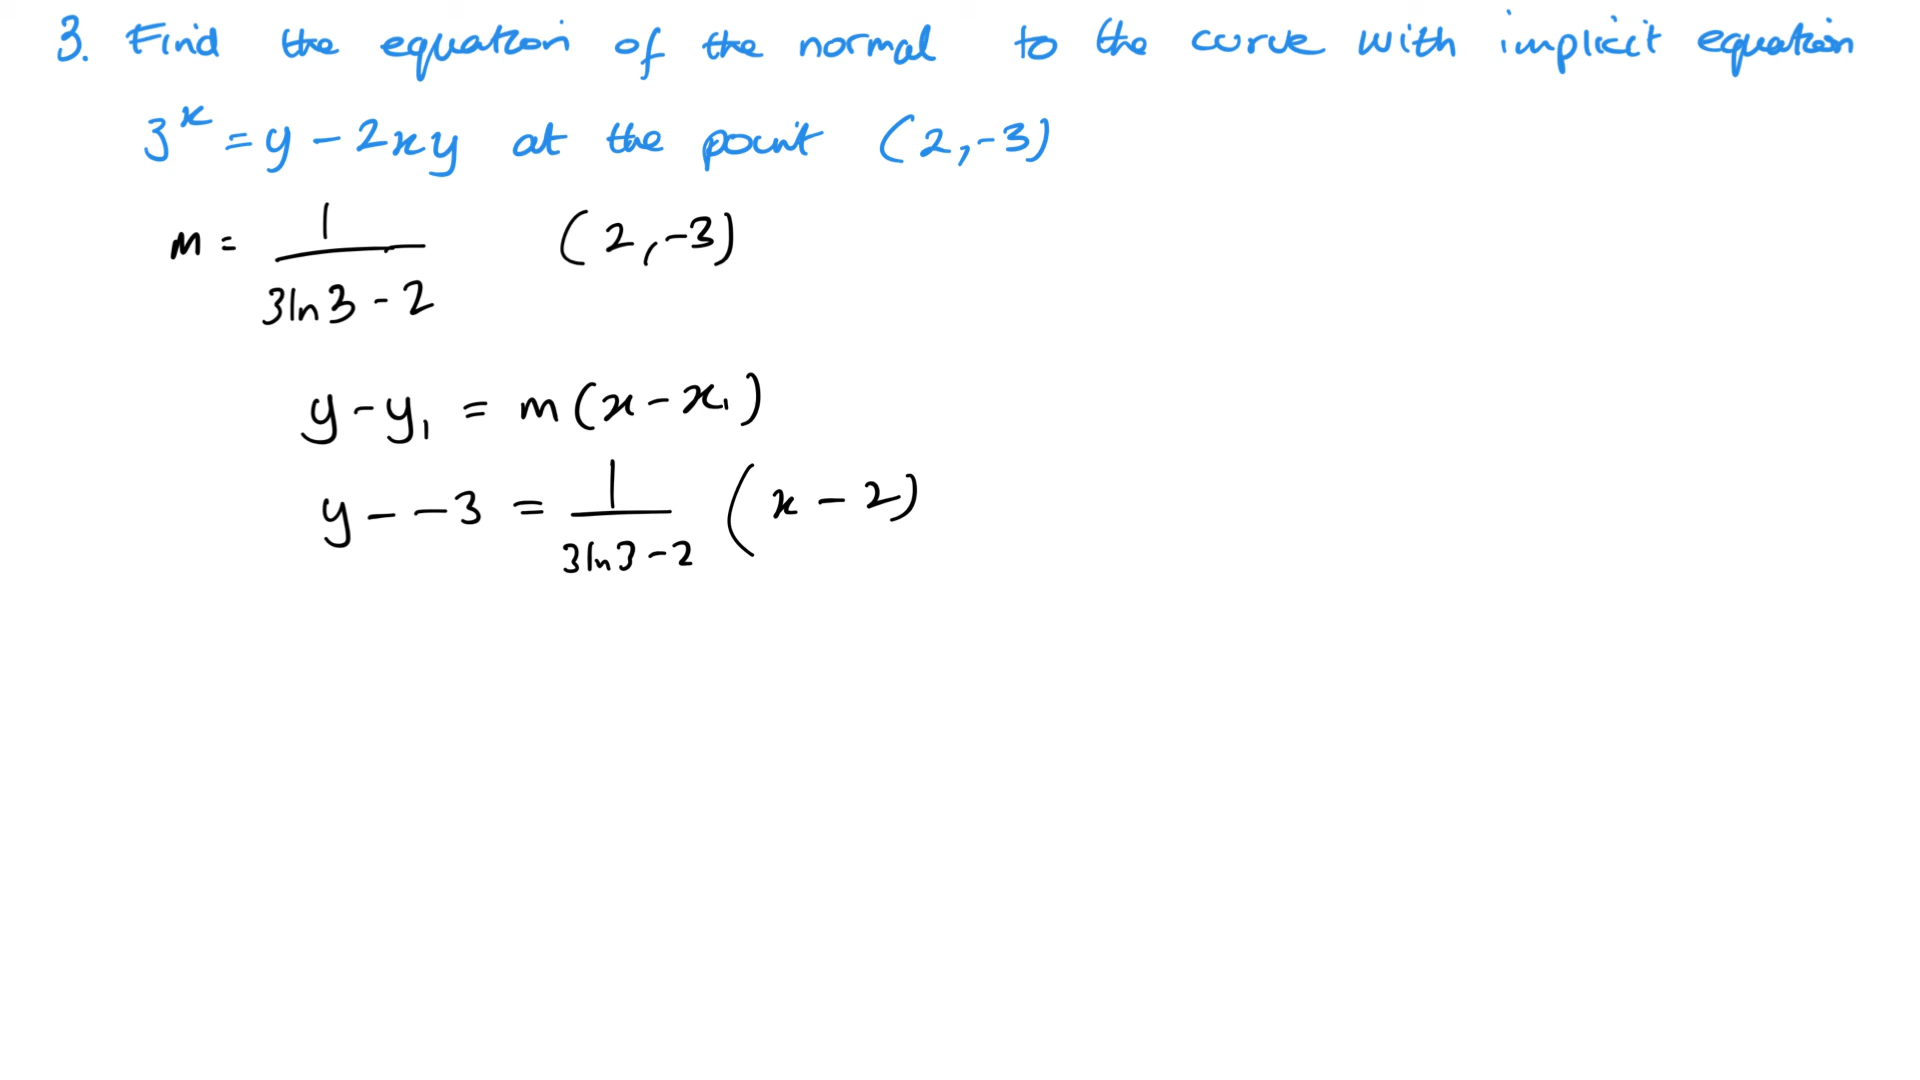 3. Find the equation of the normal to the curve with implicit equation
3^x = y - 2xy at the point (2,-3)
m = 1/(3ln3 - 2) (2,-3)
y - y₁ = m(x - x₁)
y - -3 = 1/(3ln3 - 2) (x - 2)